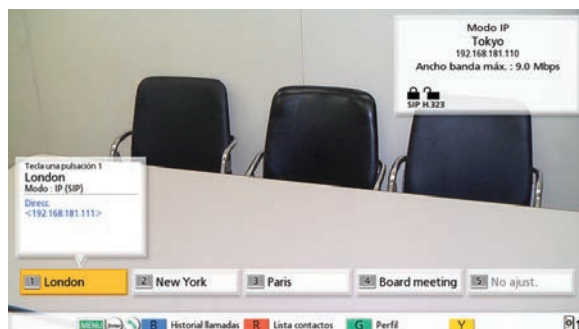 Modo IP
Tokyo
192.168.181.110
Ancho banda máx. : 9.0 Mbps
SIP H.323
Tecla una pulsación 1
London
Modo : IP (SIP)
Direcc.
<192.168.181.111>
1 London
2 New York
3 Paris
4 Board meeting
5 No ajust.
MENU Enter B Historial llamadas R Lista contactos G Perfil Y